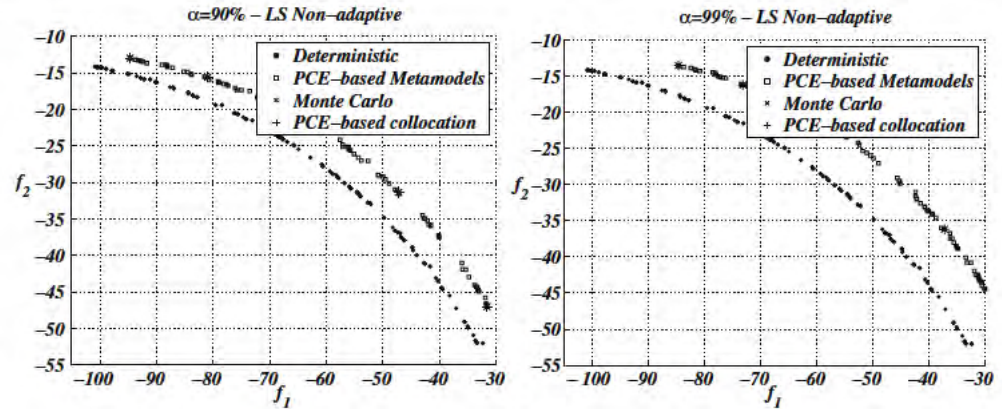 α=90% – LS Non–adaptive
−10
−15
−20
−25
−30
−35
−40
−45
−50
−55
f2
Deterministic
PCE–based Metamodels
Monte Carlo
PCE–based collocation
−100 −90 −80 −70 −60 −50 −40 −30
f1
α=99% – LS Non–adaptive
−10
−15
−20
−25
−30
−35
−40
−45
−50
−55
f2
Deterministic
PCE–based Metamodels
Monte Carlo
PCE–based collocation
−100 −90 −80 −70 −60 −50 −40 −30
f1